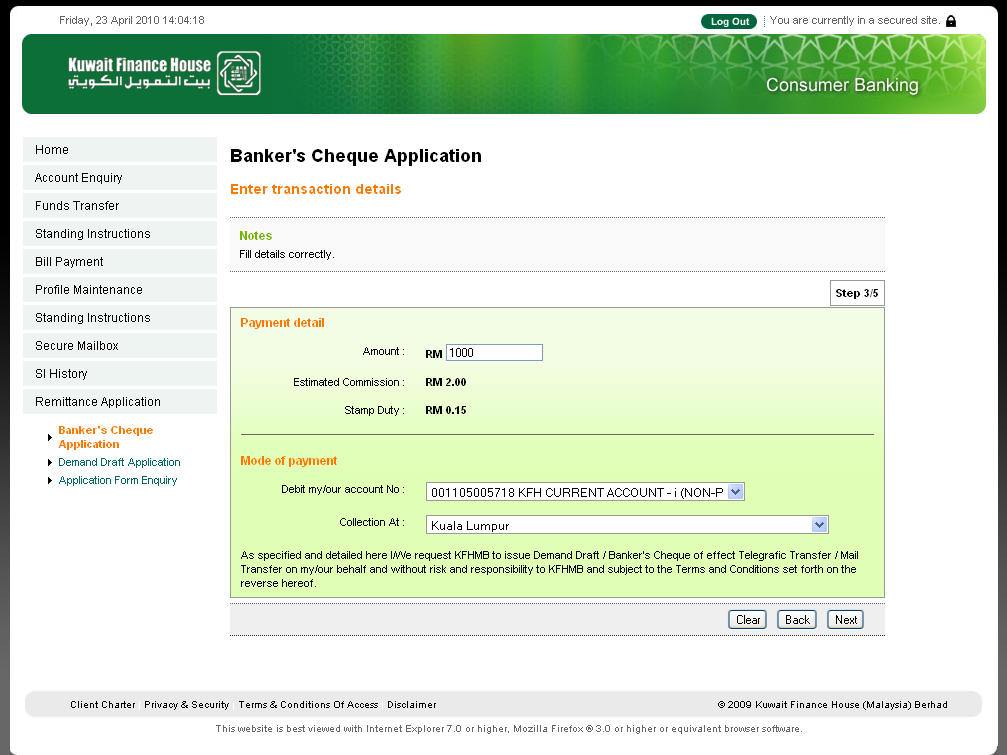 Friday, 23 April 2010 14:04:18
Log Out
You are currently in a secured site.
Kuwait Finance House
بيت التمويل الكويتي
Consumer Banking
Home
Account Enquiry
Funds Transfer
Standing Instructions
Bill Payment
Profile Maintenance
Standing Instructions
Secure Mailbox
SI History
Remittance Application
Banker's Cheque
Application
Demand Draft Application
Application Form Enquiry
Banker's Cheque Application
Enter transaction details
Notes
Fill details correctly.
Step 3/5
Payment detail
Amount : RM 1000
Estimated Commission : RM 2.00
Stamp Duty : RM 0.15
Mode of payment
Debit my/our account No : 001105005718 KFH CURRENT ACCOUNT - i (NON-P
Collection At : Kuala Lumpur
As specified and detailed here I/We request KFHMB to issue Demand Draft / Banker's Cheque of effect Telegrafic Transfer / Mail
Transfer on my/our behalf and without risk and responsibility to KFHMB and subject to the Terms and Conditions set forth on the
reverse hereof.
Clear Back Next
Client Charter Privacy & Security Terms & Conditions Of Access Disclaimer
© 2009 Kuwait Finance House (Malaysia) Berhad
This website is best viewed with Internet Explorer 7.0 or higher, Mozilla Firefox ® 3.0 or higher or equivalent browser software.